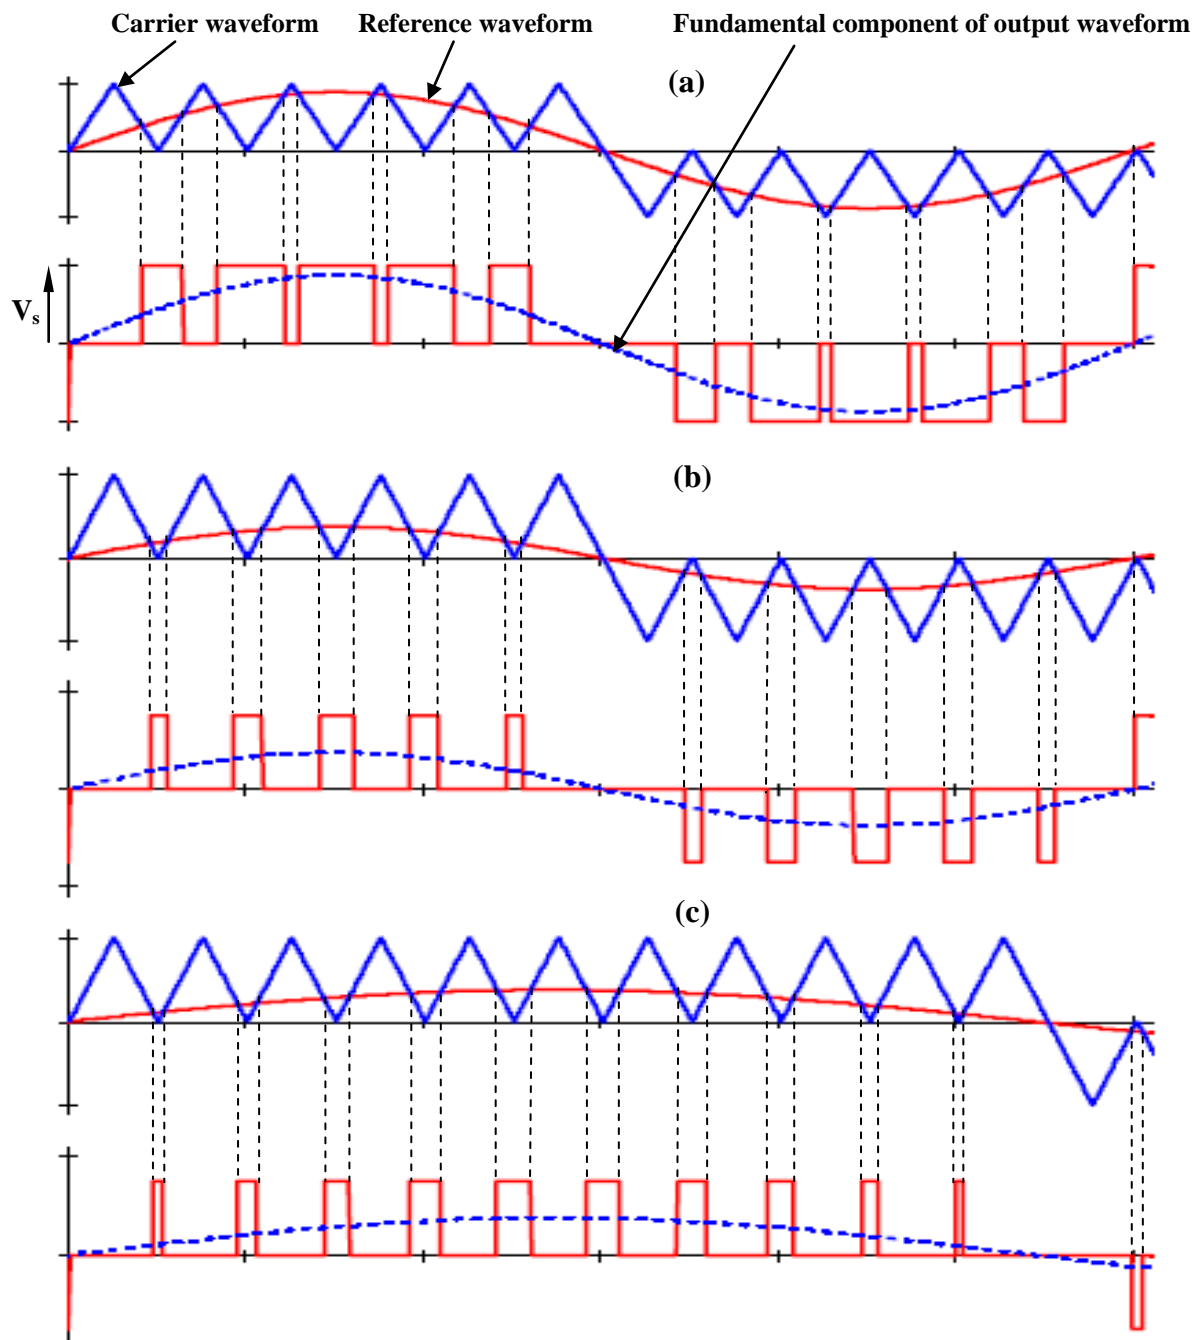 Carrier waveform Reference waveform Fundamental component of output waveform
(a)
Vs
(b)
(c)